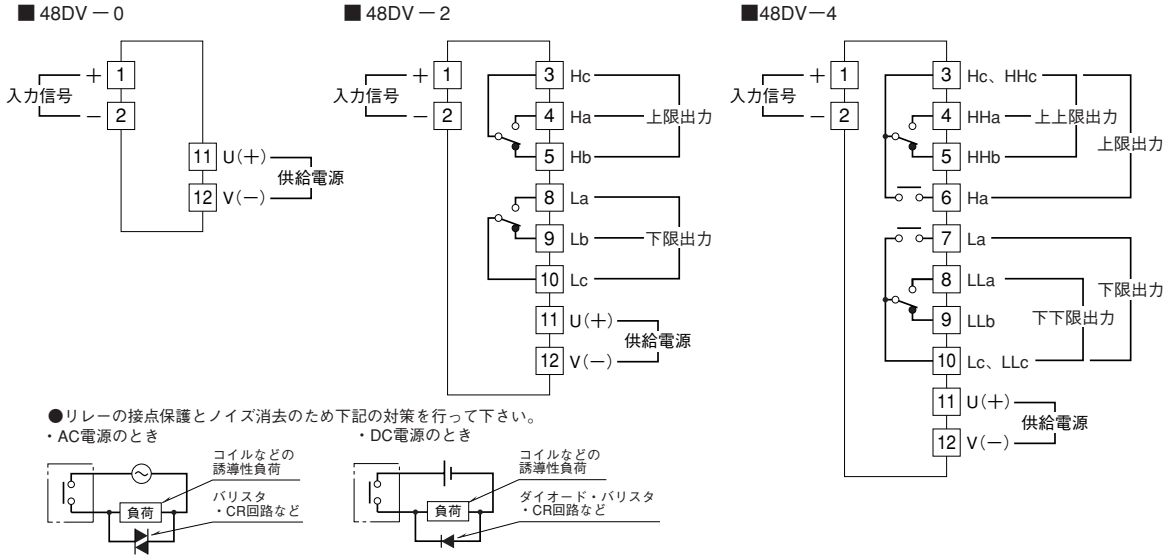 ■ 48DV－0
＋ 1
入力信号
－ 2
11 U(＋)
供給電源
12 V(－)
■ 48DV－2
＋ 1
入力信号
－ 2
3 Hc
4 Ha 上限出力
5 Hb
8 La
9 Lb 下限出力
10 Lc
11 U(＋)
供給電源
12 V(－)
■48DV－4
＋ 1
入力信号
－ 2
3 Hc、HHc
4 HHa 上上限出力
上限出力
5 HHb
6 Ha
7 La
8 LLa
下限出力
下下限出力
9 LLb
10 Lc、LLc
11 U(＋)
供給電源
12 V(－)
●リレーの接点保護とノイズ消去のため下記の対策を行って下さい。
・AC電源のとき
コイルなどの
誘導性負荷
バリスタ
・CR回路など
負荷
・DC電源のとき
コイルなどの
誘導性負荷
ダイオード・バリスタ
・CR回路など
負荷